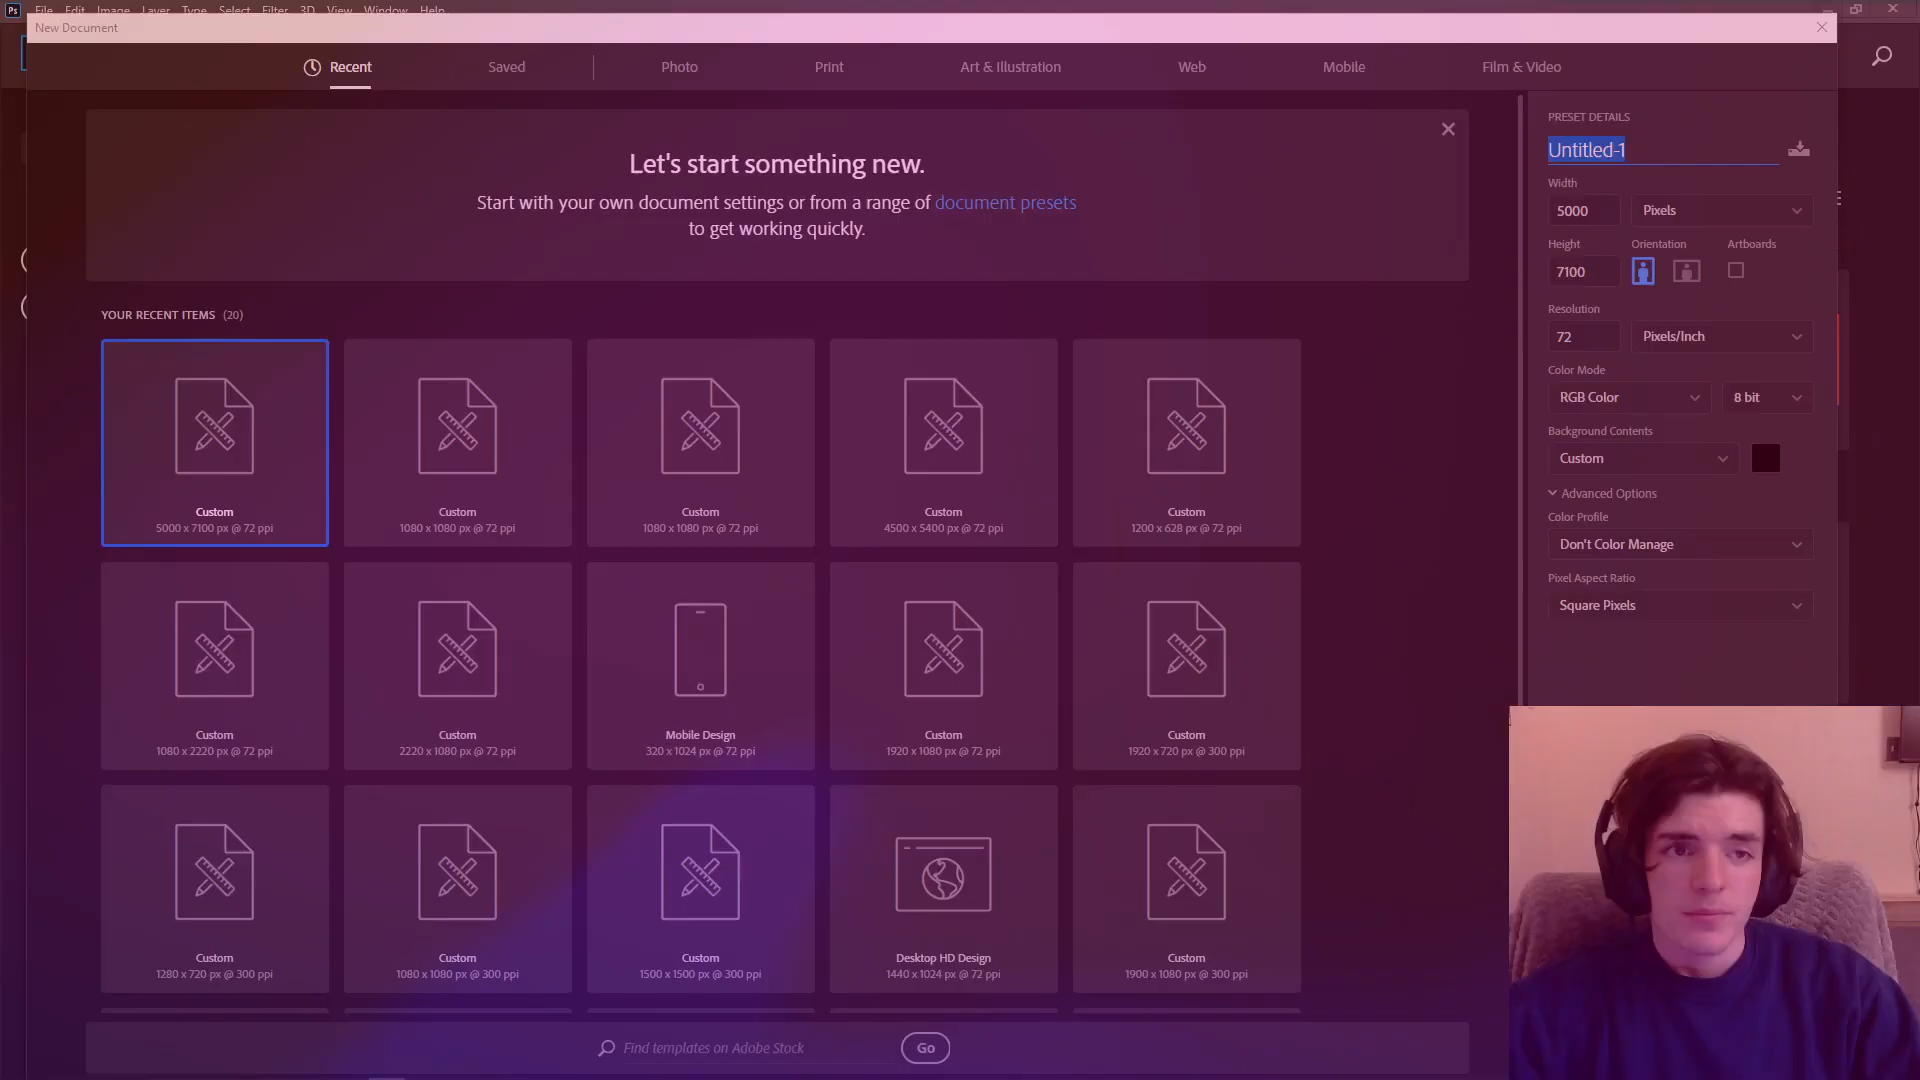 Ps File Edit Image Layer Type Select Filter 3D View Window Help
New Document
Recent Saved Photo Print Art & Illustration Web Mobile Film & Video
Let's start something new.
Start with your own document settings or from a range of document presets
to get working quickly.
YOUR RECENT ITEMS (20)
Custom
5000 x 7100 px @ 72 ppi
Custom
1080 x 1080 px @ 72 ppi
Custom
1080 x 1080 px @ 72 ppi
Custom
4500 x 5400 px @ 72 ppi
Custom
1200 x 628 px @ 72 ppi
Custom
1080 x 2220 px @ 72 ppi
Custom
2220 x 1080 px @ 72 ppi
Mobile Design
320 x 1024 px @ 72 ppi
Custom
1920 x 1080 px @ 72 ppi
Custom
1920 x 720 px @ 300 ppi
Custom
1280 x 720 px @ 300 ppi
Custom
1080 x 1080 px @ 300 ppi
Custom
1500 x 1500 px @ 300 ppi
Desktop HD Design
1440 x 1024 px @ 72 ppi
Custom
1900 x 1080 px @ 300 ppi
Find templates on Adobe Stock Go
PRESET DETAILS
Untitled-1
Width
5000 Pixels
Height Orientation Artboards
7100
Resolution
72 Pixels/Inch
Color Mode
RGB Color 8 bit
Background Contents
Custom
Advanced Options
Color Profile
Don't Color Manage
Pixel Aspect Ratio
Square Pixels